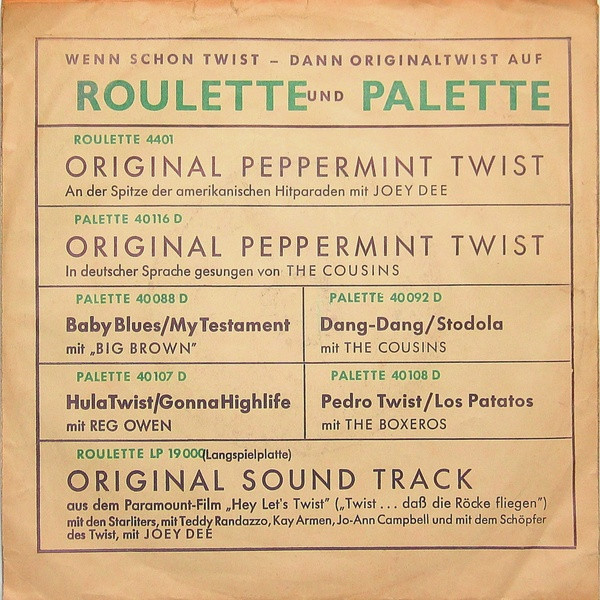 WENN SCHON TWIST – DANN ORIGINALTWIST AUF
ROULETTE UND PALETTE
ROULETTE 4401
ORIGINAL PEPPERMINT TWIST
An der Spitze der amerikanischen Hitparaden mit JOEY DEE
PALETTE 40116 D
ORIGINAL PEPPERMINT TWIST
In deutscher Sprache gesungen von THE COUSINS
PALETTE 40088 D
Baby Blues/My Testament
mit „BIG BROWN”
PALETTE 40092 D
Dang-Dang/Stodola
mit THE COUSINS
PALETTE 40107 D
HulaTwist/GonnaHighlife
mit REG OWEN
PALETTE 40108 D
Pedro Twist/Los Patatos
mit THE BOXEROS
ROULETTE LP 19000 (Langspielplatte)
ORIGINAL SOUND TRACK
aus dem Paramount-Film „Hey Let's Twist” („Twist . . . daß die Röcke fliegen”)
mit den Starliters, mit Teddy Randazzo, Kay Armen, Jo-Ann Campbell und mit dem Schöpfer
des Twist, mit JOEY DEE